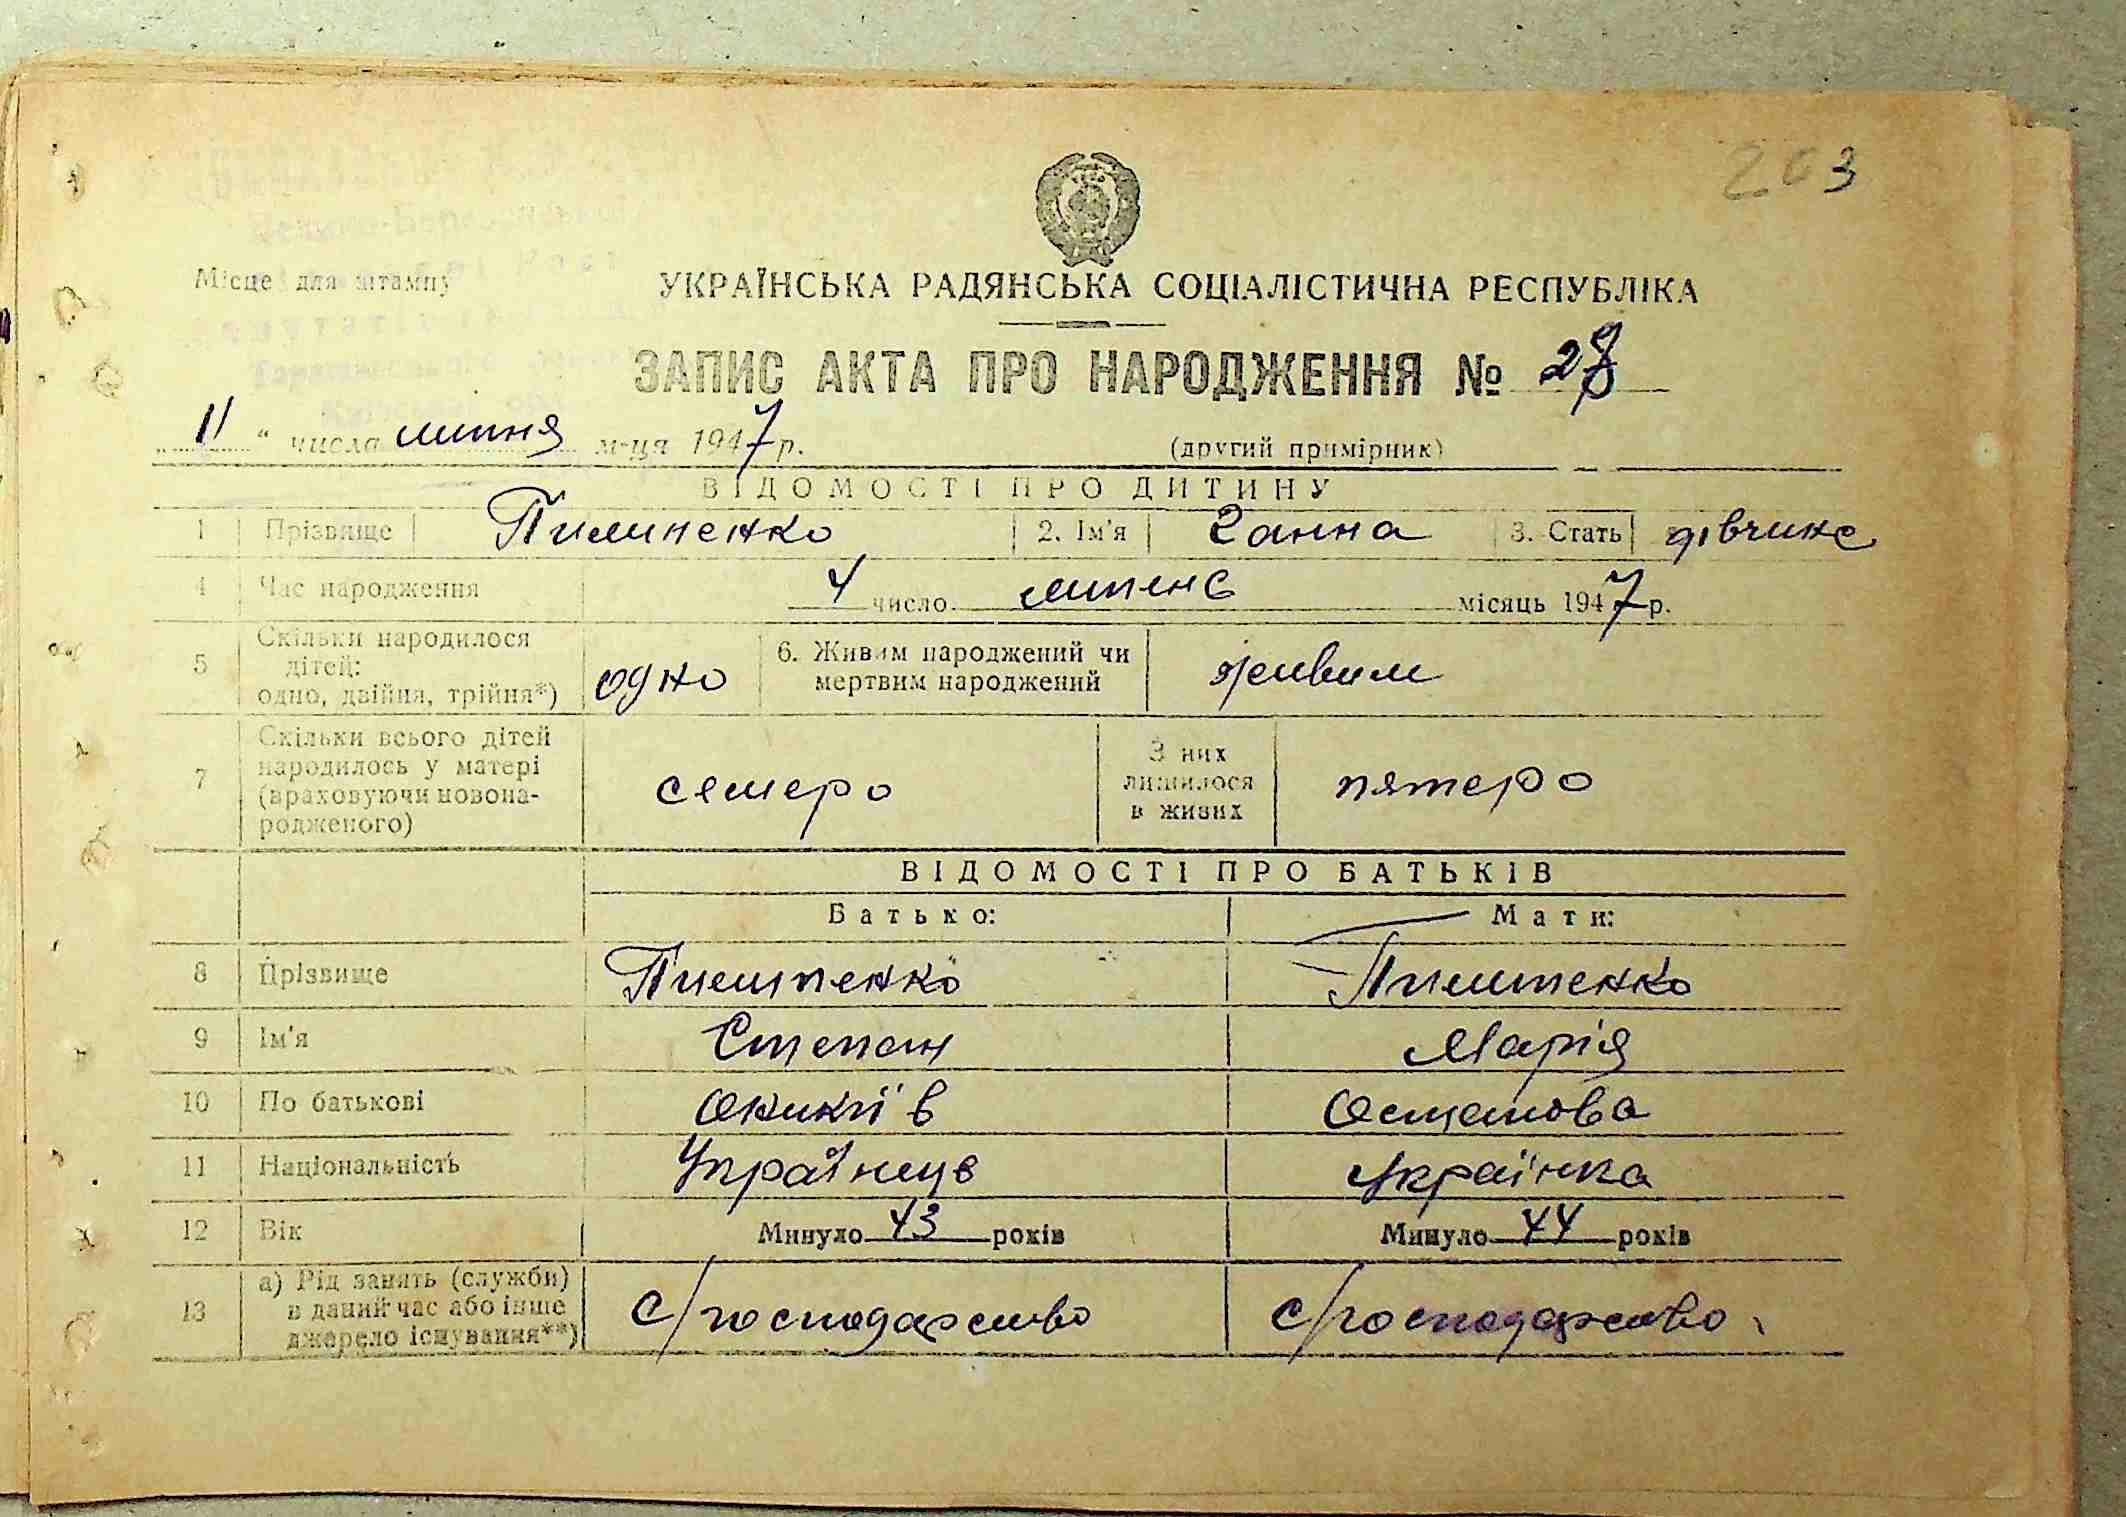 203
Місце для штампу
УКРАЇНСЬКА РАДЯНСЬКА СОЦІАЛІСТИЧНА РЕСПУБЛІКА
ЗАПИС АКТА ПРО НАРОДЖЕННЯ № 28
11 " числа липня м-ця 1947 р.
(другий примірник)
ВІДОМОСТІ ПРО ДИТИНУ
1 Прізвище Пилипенко 2. Ім'я Ганна 3. Стать дівчина
4 Час народження 4 число липень місяць 1947 р.
5 Скільки народилося дітей: одно, двійня, трійня*) одно 6. Живим народжений чи мертвим народжений живим
7 Скільки всього дітей народилось у матері (враховуючи новонародженого) семеро З них лишилося в живих пятеро
ВІДОМОСТІ ПРО БАТЬКІВ
Батько: Мати:
8 Прізвище Пилипенко Пилипенко
9 Ім'я Степан Марія
10 По батькові Оникіїв Остапова
11 Національність Українець Українка
12 Вік Минуло 43 років Минуло 44 років
13 а) Рід занять (служби) в даний час або інше джерело існування**) с/господарство с/господарство